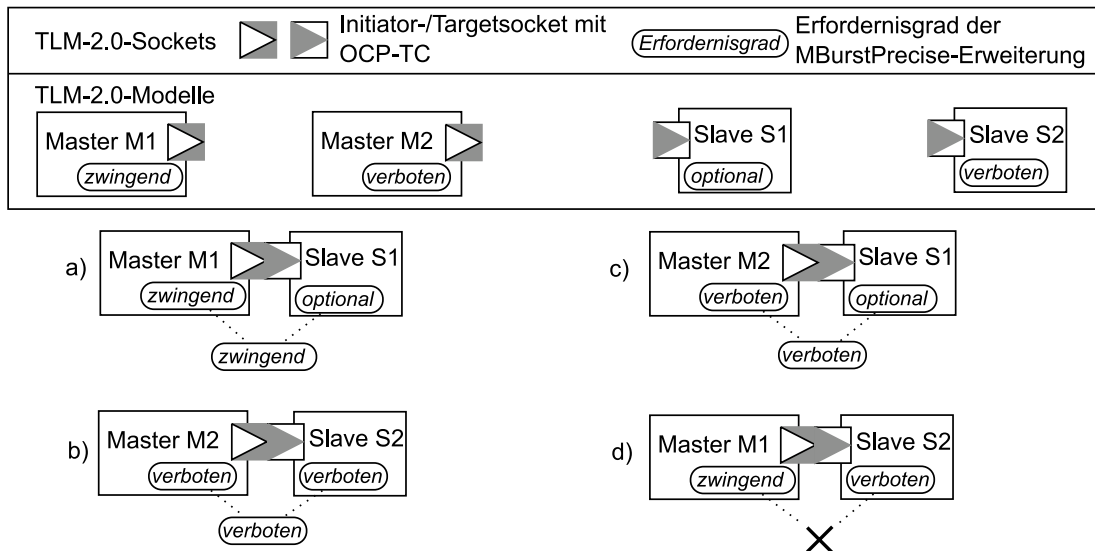 TLM-2.0-Sockets
Initiator-/Targetsocket mit
OCP-TC
Erfordernisgrad
Erfordernisgrad der
MBurstPrecise-Erweiterung
TLM-2.0-Modelle
Master M1
zwingend
Master M2
verboten
Slave S1
optional
Slave S2
verboten
a)
Master M1
zwingend
Slave S1
optional
zwingend
c)
Master M2
verboten
Slave S1
optional
verboten
b)
Master M2
verboten
Slave S2
verboten
verboten
d)
Master M1
zwingend
Slave S2
verboten